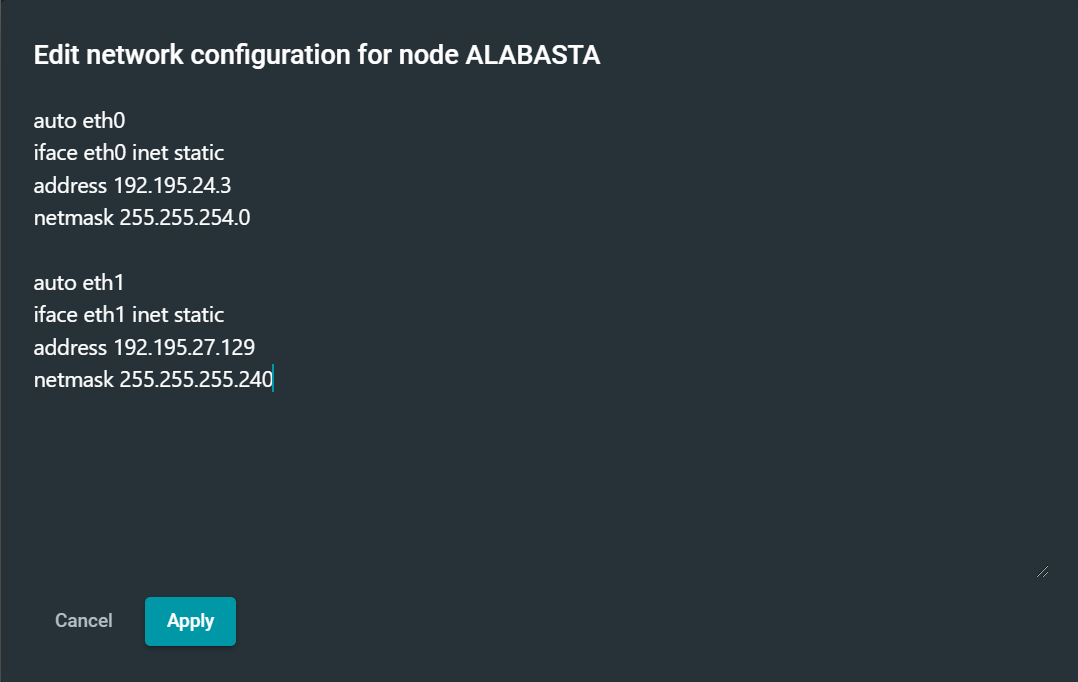 Edit network configuration for node ALABASTA
auto eth0
iface eth0 inet static
address 192.195.24.3
netmask 255.255.254.0
auto eth1
iface eth1 inet static
address 192.195.27.129
netmask 255.255.255.240
Cancel
Apply